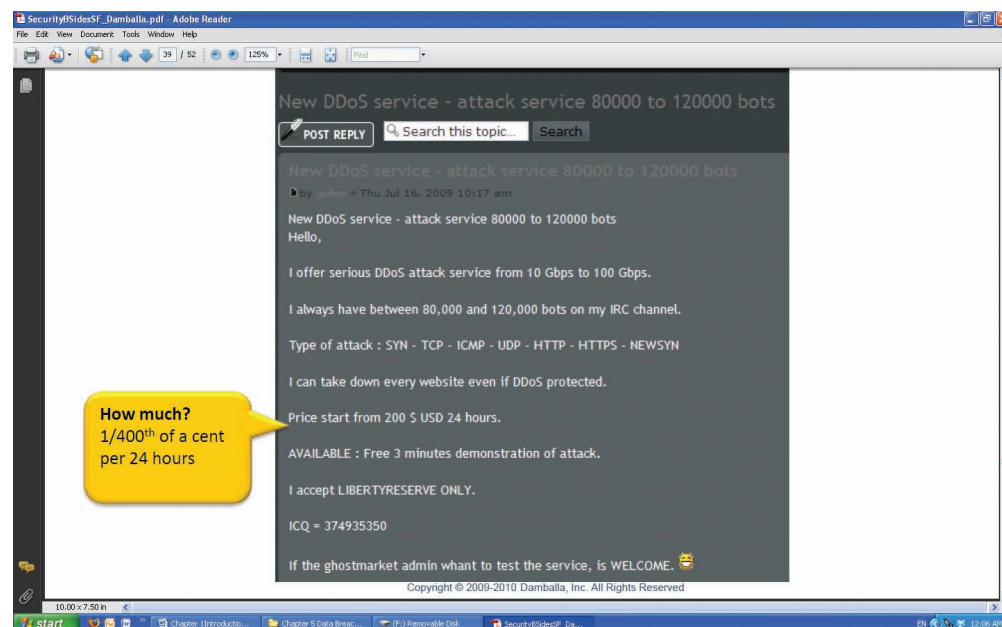 SecurityBSidesSF_Damballa.pdf - Adobe Reader
File Edit View Document Tools Window Help
39 / 52 125% Find
New DDoS service - attack service 80000 to 120000 bots
POST REPLY Search this topic... Search
New DDoS service - attack service 80000 to 120000 bots
by golos » Thu Jul 16, 2009 10:17 am
New DDoS service - attack service 80000 to 120000 bots
Hello,
I offer serious DDoS attack service from 10 Gbps to 100 Gbps.
I always have between 80,000 and 120,000 bots on my IRC channel.
Type of attack : SYN - TCP - ICMP - UDP - HTTP - HTTPS - NEWSYN
I can take down every website even if DDoS protected.
How much?
1/400th of a cent
per 24 hours
Price start from 200 $ USD 24 hours.
AVAILABLE : Free 3 minutes demonstration of attack.
I accept LIBERTYRESERVE ONLY.
ICQ = 374935350
If the ghostmarket admin whant to test the service, is WELCOME.
Copyright © 2009-2010 Damballa, Inc. All Rights Reserved
10.00 x 7.50 in
start Chapter 1Introductio... Chapter 5 Data Breac... (F:) Removable Disk SecurityBSidesSF_Da... EN 12:06 AM